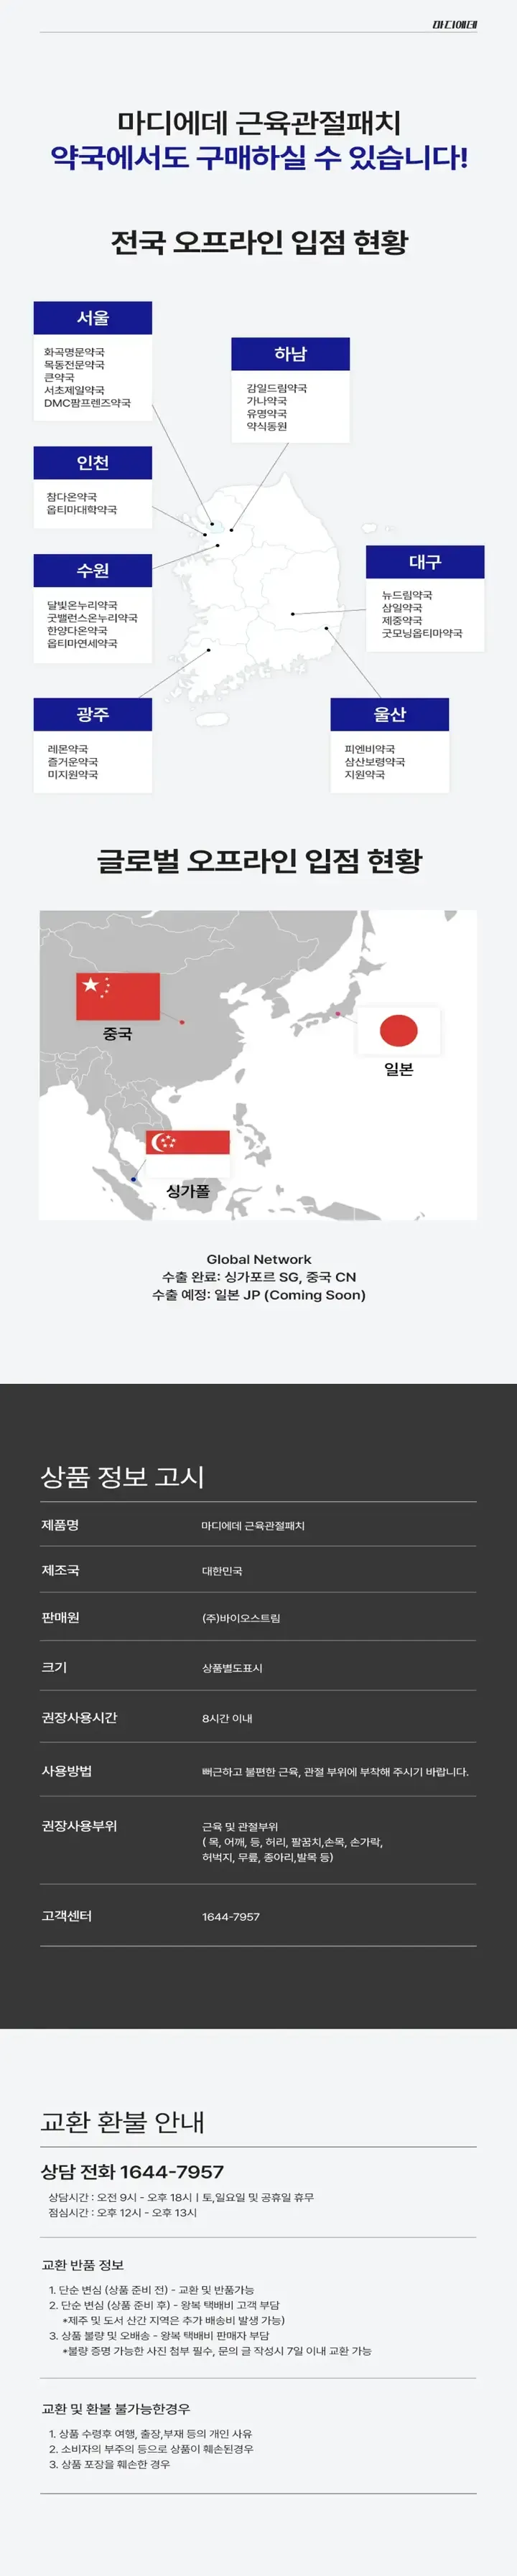 마디에데
마디에데 근육관절패치
약국에서도 구매하실 수 있습니다!
전국 오프라인 입점 현황
서울
화곡명문약국
목동전문약국
큰약국
서초제일약국
DMC팜프렌즈약국
하남
감일드림약국
가나약국
유명약국
약식동원
인천
참다온약국
옵티마대학약국
수원
달빛온누리약국
굿밸런스온누리약국
한양다온약국
옵티마연세약국
대구
뉴드림약국
삼일약국
제중약국
굿모닝옵티마약국
광주
레몬약국
즐거운약국
미지원약국
울산
피엔비약국
삼산보령약국
지원약국
글로벌 오프라인 입점 현황
중국
일본
싱가폴
Global Network
수출 완료: 싱가포르 SG, 중국 CN
수출 예정: 일본 JP (Coming Soon)
상품 정보 고시
제품명 마디에데 근육관절패치
제조국 대한민국
판매원 (주)바이오스트림
크기 상품별도표시
권장사용시간 8시간 이내
사용방법 뻐근하고 불편한 근육, 관절 부위에 부착해 주시기 바랍니다.
권장사용부위 근육 및 관절부위
( 목, 어깨, 등, 허리, 팔꿈치,손목, 손가락,
허벅지, 무릎, 종아리,발목 등)
고객센터 1644-7957
교환 환불 안내
상담 전화 1644-7957
상담시간 : 오전 9시 - 오후 18시 | 토,일요일 및 공휴일 휴무
점심시간 : 오후 12시 - 오후 13시
교환 반품 정보
1. 단순 변심 (상품 준비 전) - 교환 및 반품가능
2. 단순 변심 (상품 준비 후) - 왕복 택배비 고객 부담
*제주 및 도서 산간 지역은 추가 배송비 발생 가능)
3. 상품 불량 및 오배송 - 왕복 택배비 판매자 부담
*불량 증명 가능한 사진 첨부 필수, 문의 글 작성시 7일 이내 교환 가능
교환 및 환불 불가능한경우
1. 상품 수령후 여행, 출장,부재 등의 개인 사유
2. 소비자의 부주의 등으로 상품이 훼손된경우
3. 상품 포장을 훼손한 경우